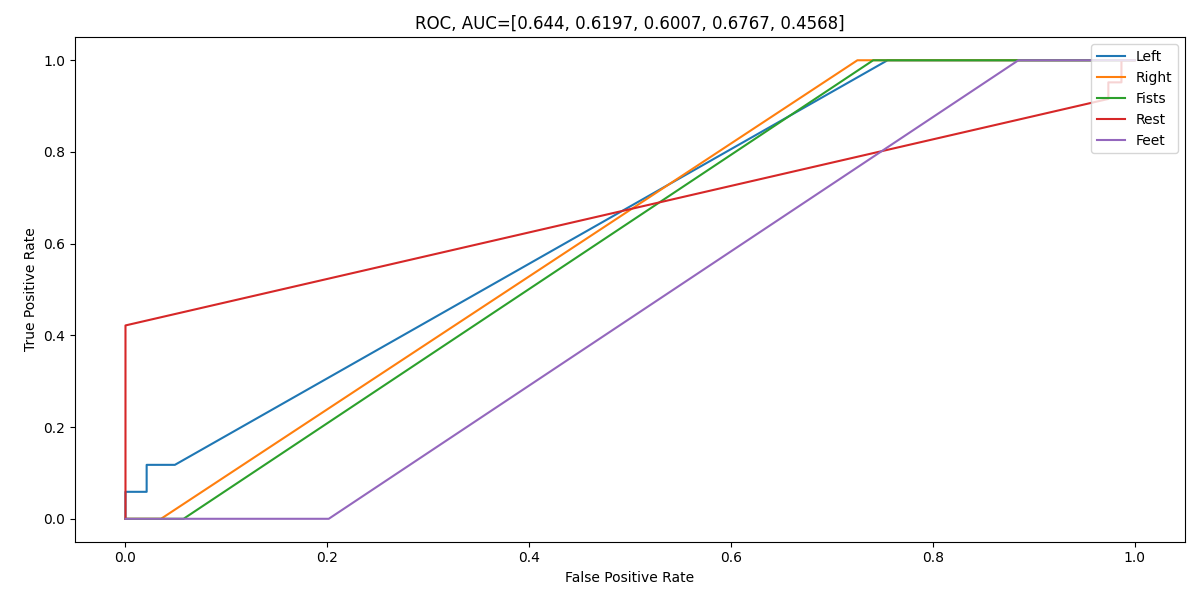 ROC, AUC=[0.644, 0.6197, 0.6007, 0.6767, 0.4568]
Left
Right
Fists
Rest
Feet
True Positive Rate
1.0
0.8
0.6
0.4
0.2
0.0
0.0 0.2 0.4 0.6 0.8 1.0
False Positive Rate